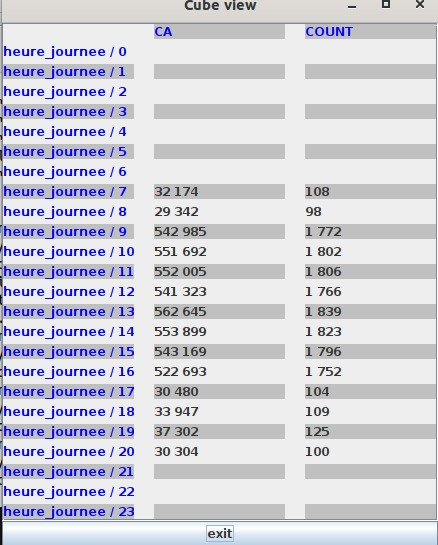 Cube view
CA COUNT
heure_journee / 0
heure_journee / 1
heure_journee / 2
heure_journee / 3
heure_journee / 4
heure_journee / 5
heure_journee / 6
heure_journee / 7 32 174 108
heure_journee / 8 29 342 98
heure_journee / 9 542 985 1 772
heure_journee / 10 551 692 1 802
heure_journee / 11 552 005 1 806
heure_journee / 12 541 323 1 766
heure_journee / 13 562 645 1 839
heure_journee / 14 553 899 1 823
heure_journee / 15 543 169 1 796
heure_journee / 16 522 693 1 752
heure_journee / 17 30 480 104
heure_journee / 18 33 947 109
heure_journee / 19 37 302 125
heure_journee / 20 30 304 100
heure_journee / 21
heure_journee / 22
heure_journee / 23
exit